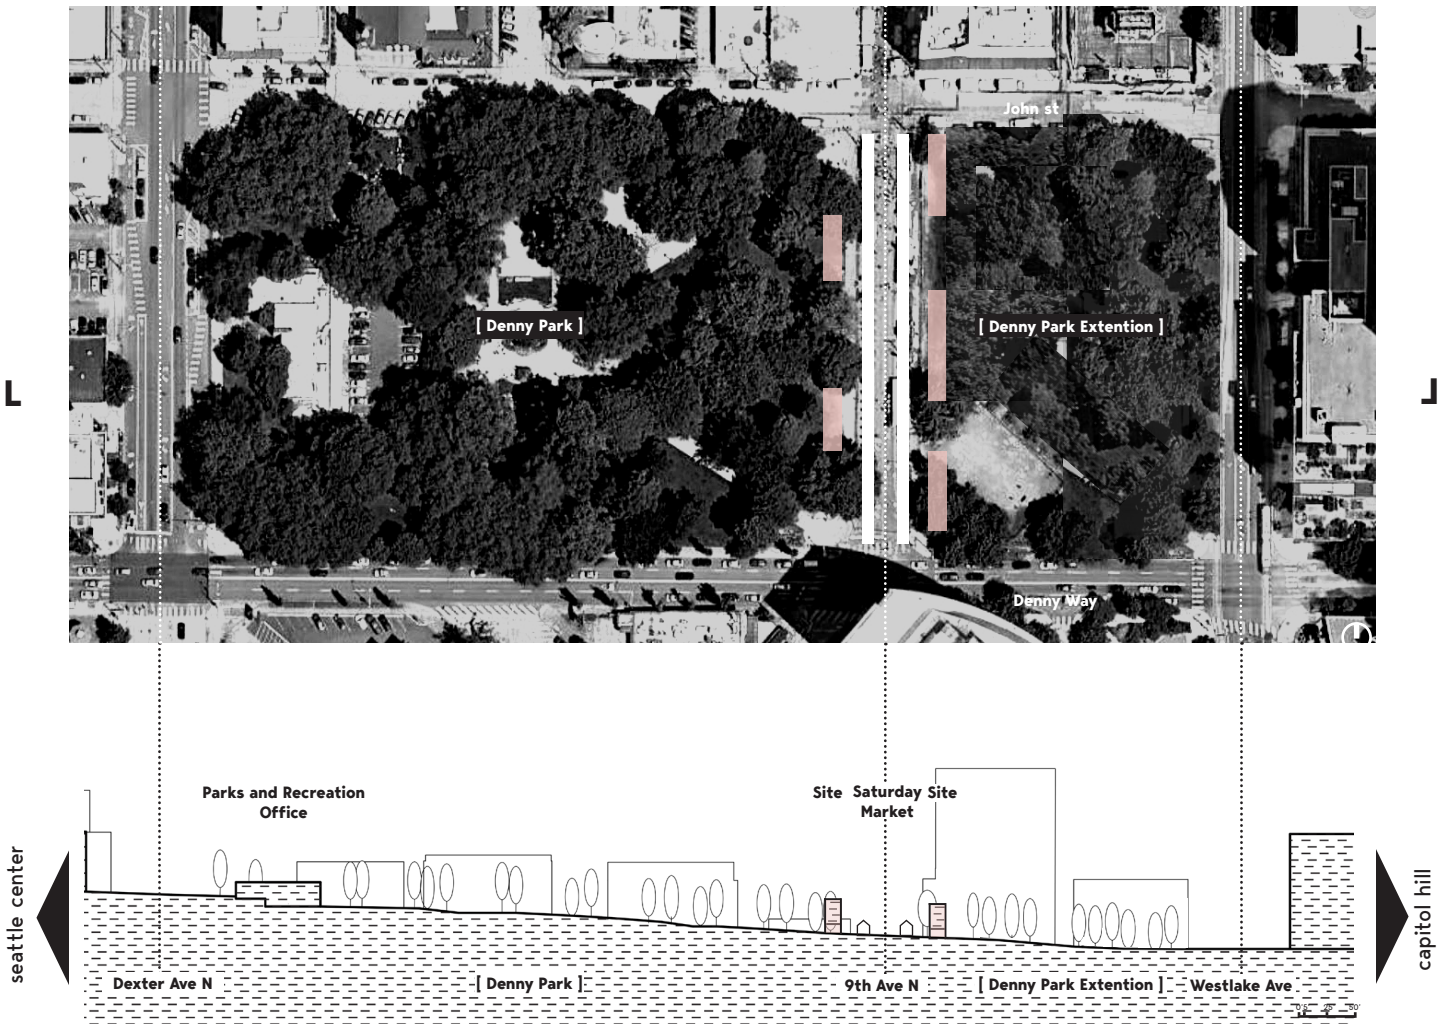 John st
[ Denny Park ]
[ Denny Park Extention ]
Denny Way
Parks and Recreation
Office
Site
Saturday
Market
Site
seattle center
capitol hill
Dexter Ave N
[ Denny Park ]
9th Ave N
[ Denny Park Extention ]
Westlake Ave